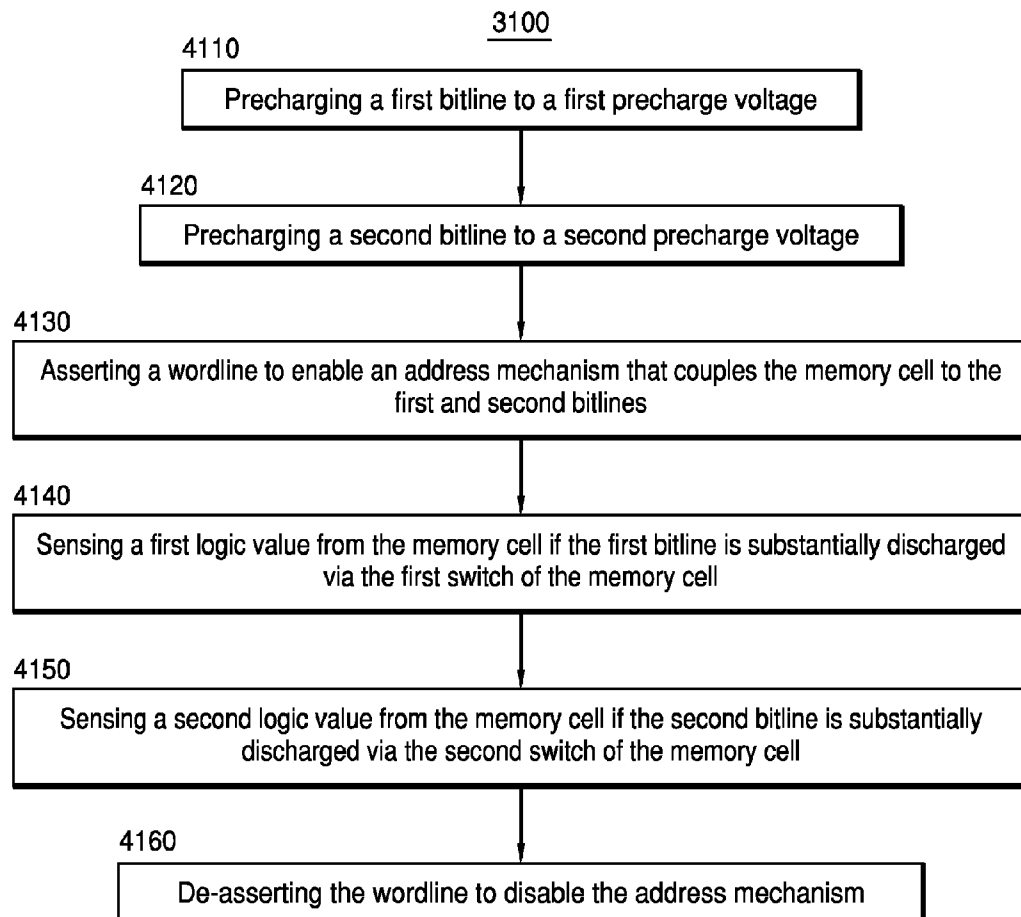 3100
4110
Precharging a first bitline to a first precharge voltage
4120
Precharging a second bitline to a second precharge voltage
4130
Asserting a wordline to enable an address mechanism that couples the memory cell to the
first and second bitlines
4140
Sensing a first logic value from the memory cell if the first bitline is substantially discharged
via the first switch of the memory cell
4150
Sensing a second logic value from the memory cell if the second bitline is substantially
discharged via the second switch of the memory cell
4160
De-asserting the wordline to disable the address mechanism